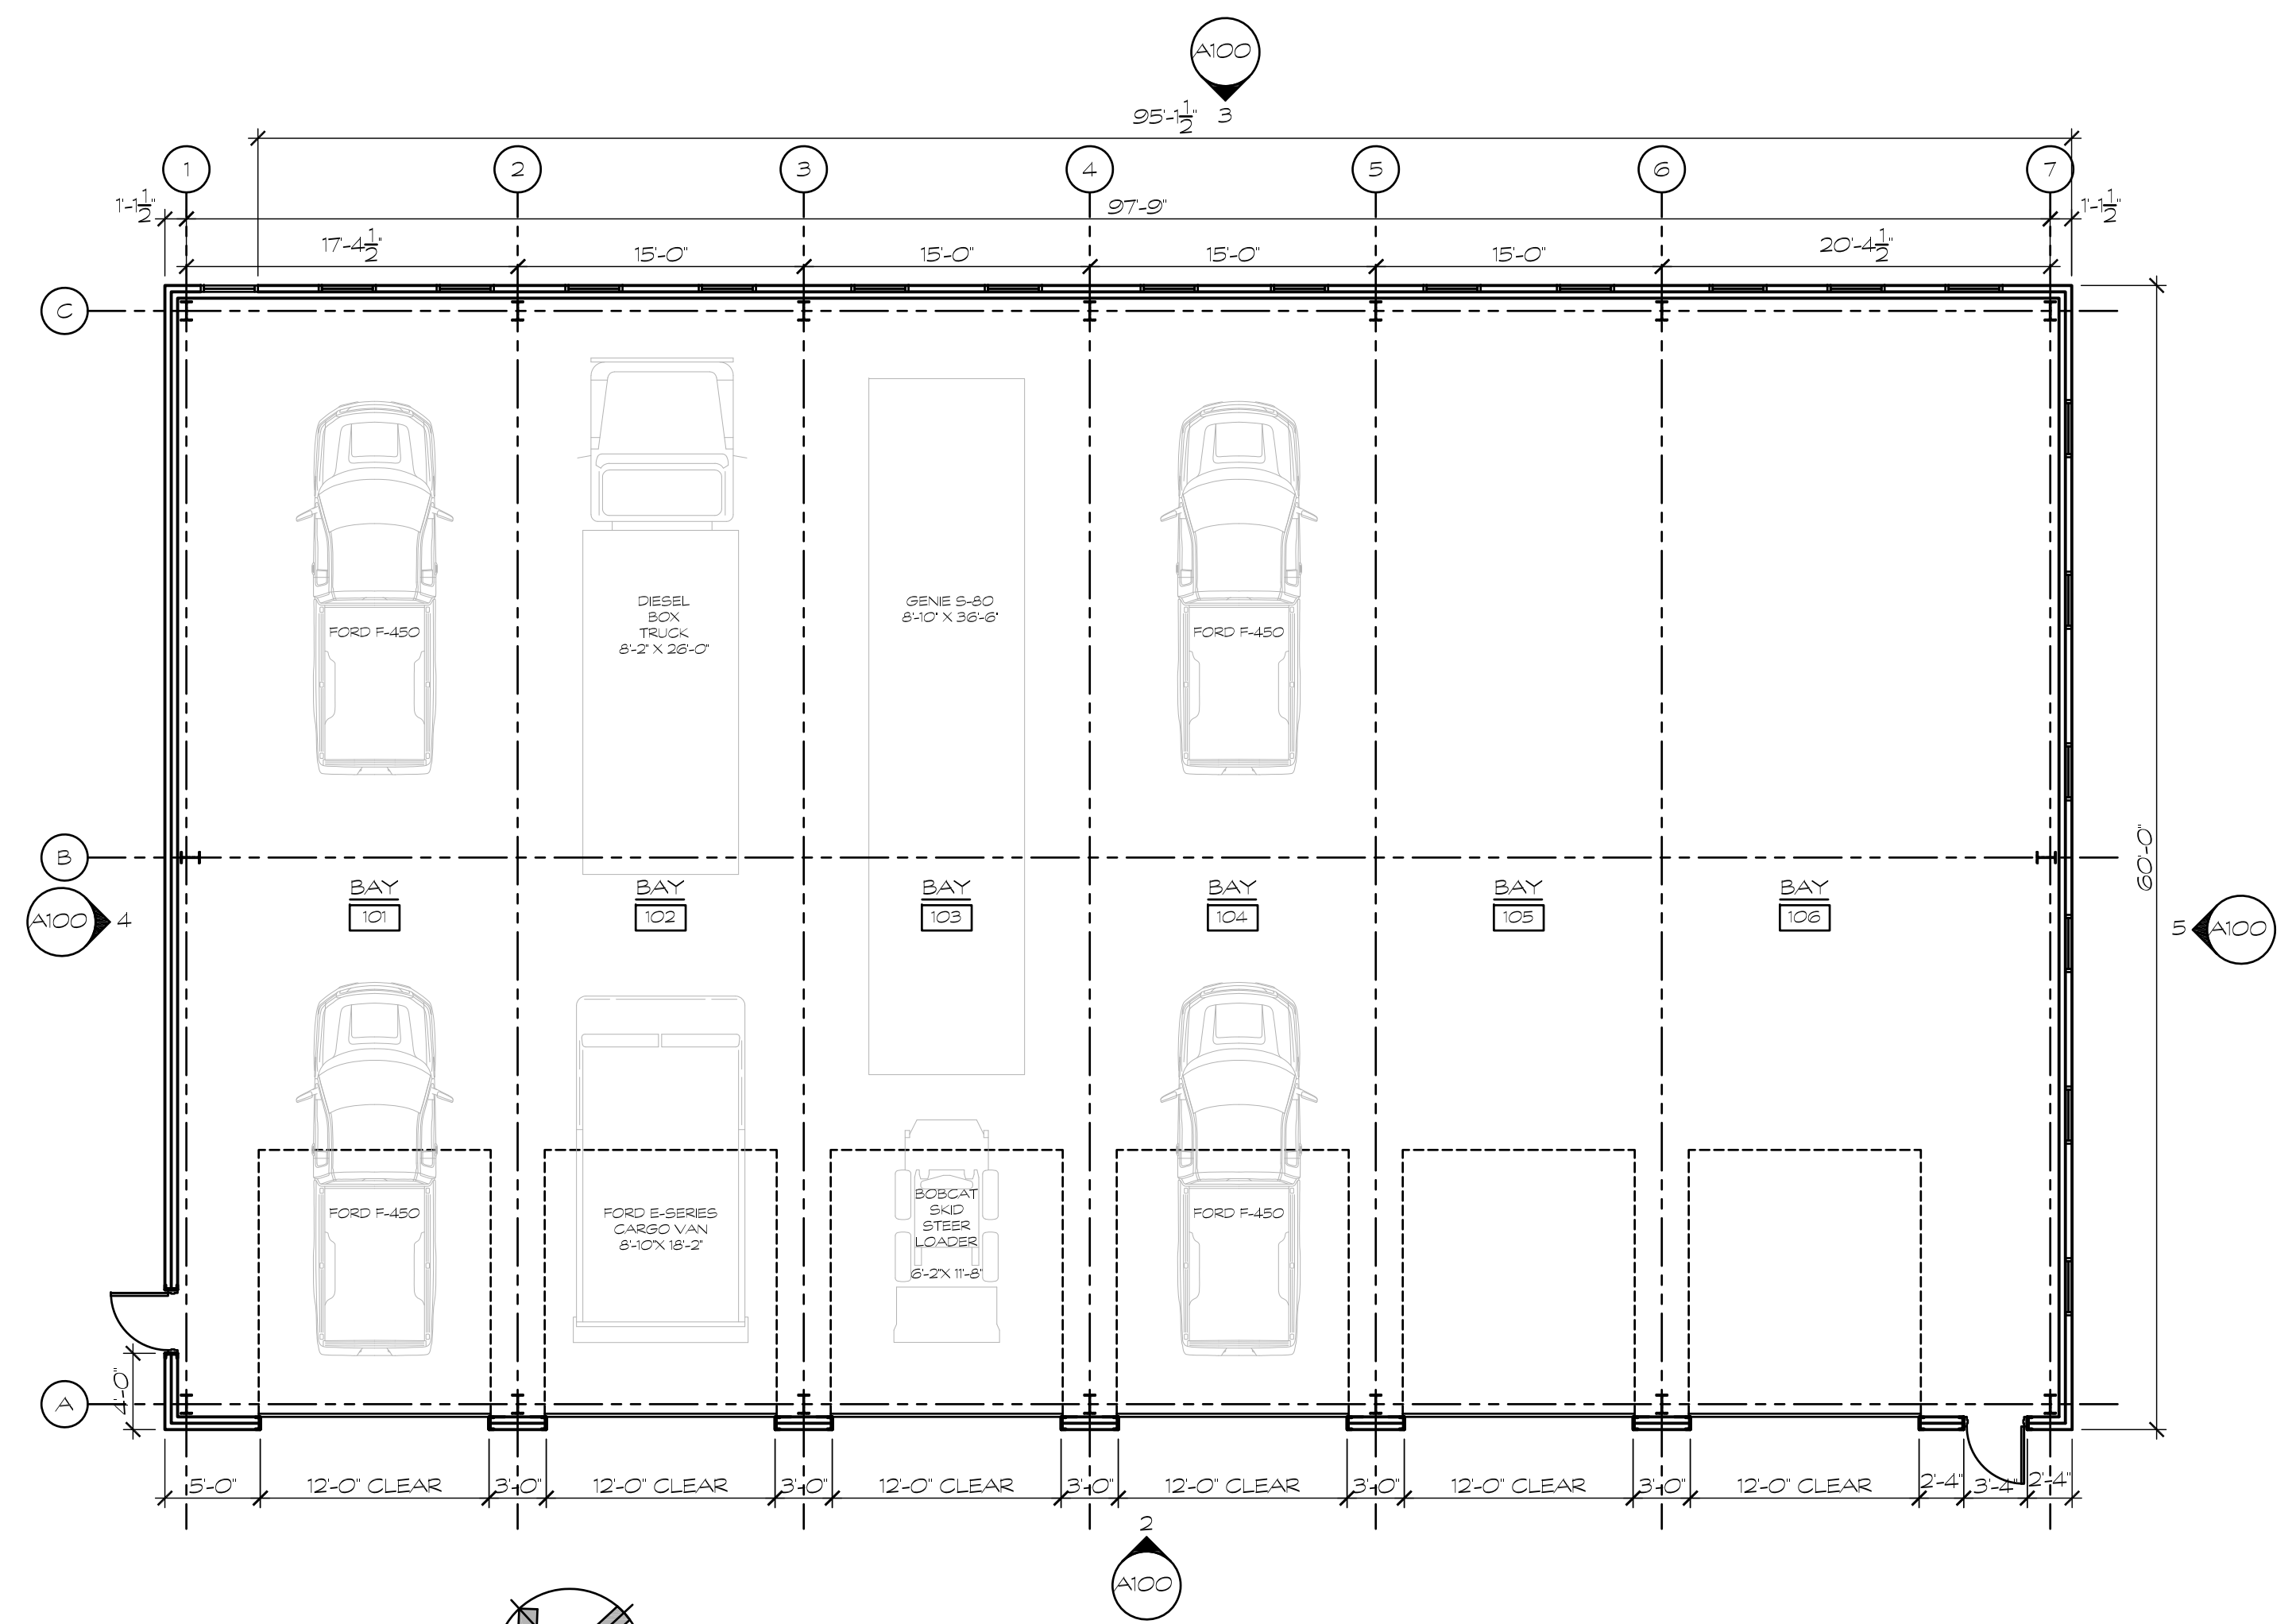 A100
3
95'-1 1/2"
1 2 3 4 5 6 7
1'-1 1/2" 97'-9" 1'-1 1/2"
17'-4 1/2" 15'-0" 15'-0" 15'-0" 15'-0" 20'-4 1/2"
C
DIESEL
BOX
TRUCK
8'-2" X 26'-0"
GENIE S-80
8'-10" X 36'-6"
FORD F-450 FORD F-450
B
60'-0"
BAY BAY BAY BAY BAY BAY
101 102 103 104 105 106
A100 4
5 A100
FORD F-450
FORD E-SERIES
CARGO VAN
8'-10"X 18'-2"
BOBCAT
SKID
STEER
LOADER
6'-2"X 11'-8"
FORD F-450
4'-0"
A
5'-0" 12'-0" CLEAR 3'-0" 12'-0" CLEAR 3'-0" 12'-0" CLEAR 3'-0" 12'-0" CLEAR 3'-0" 12'-0" CLEAR 3'-0" 12'-0" CLEAR 2'-4" 3'-4" 2'-4"
2
A100